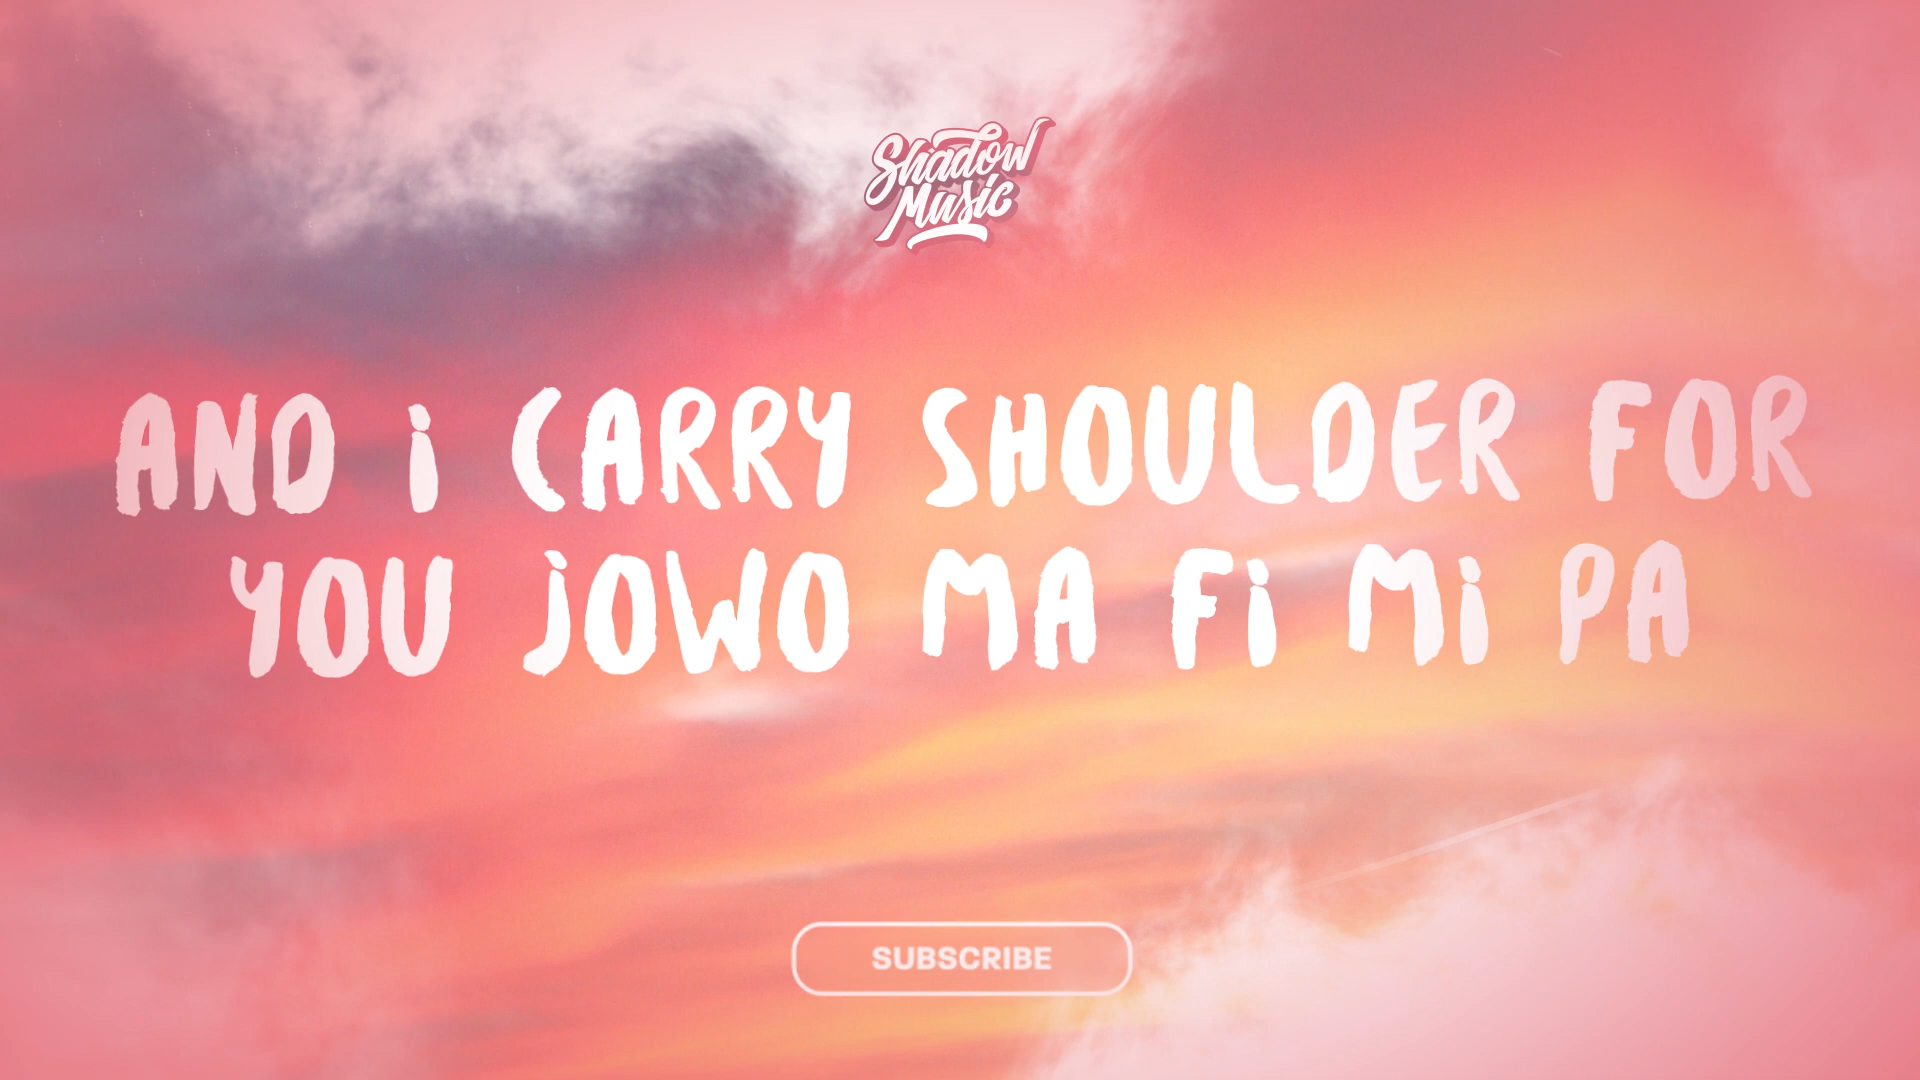 Shadow
Music
AND i CARRY SHOULDER FOR
YOU JOWO MA Fi Mi PA
SUBSCRIBE